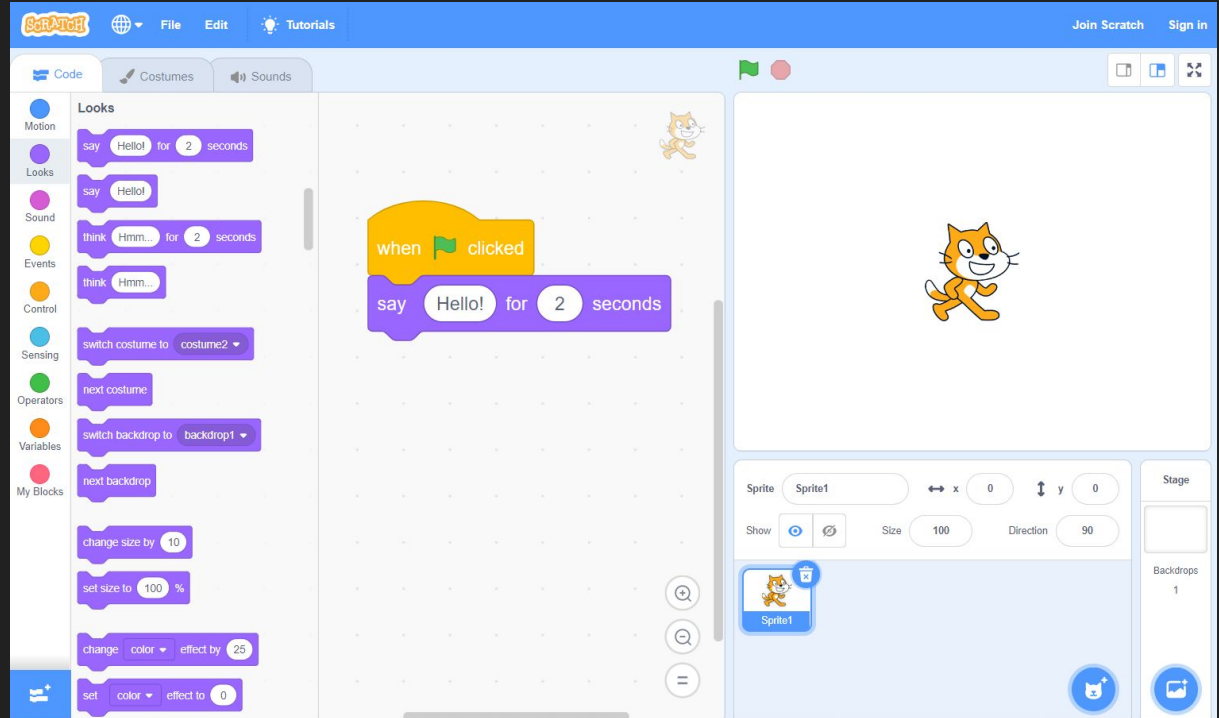 SCRATCH File Edit Tutorials Join Scratch Sign in
Code Costumes Sounds
Motion
Looks
Sound
Events
Control
Sensing
Operators
Variables
My Blocks
Looks
say Hello! for 2 seconds
say Hello!
think Hmm... for 2 seconds
think Hmm...
switch costume to costume2
next costume
switch backdrop to backdrop1
next backdrop
change size by 10
set size to 100 %
change color effect by 25
set color effect to 0
when clicked
say Hello! for 2 seconds
Sprite Sprite1 x 0 y 0
Show Size 100 Direction 90
Sprite1
Stage
Backdrops
1